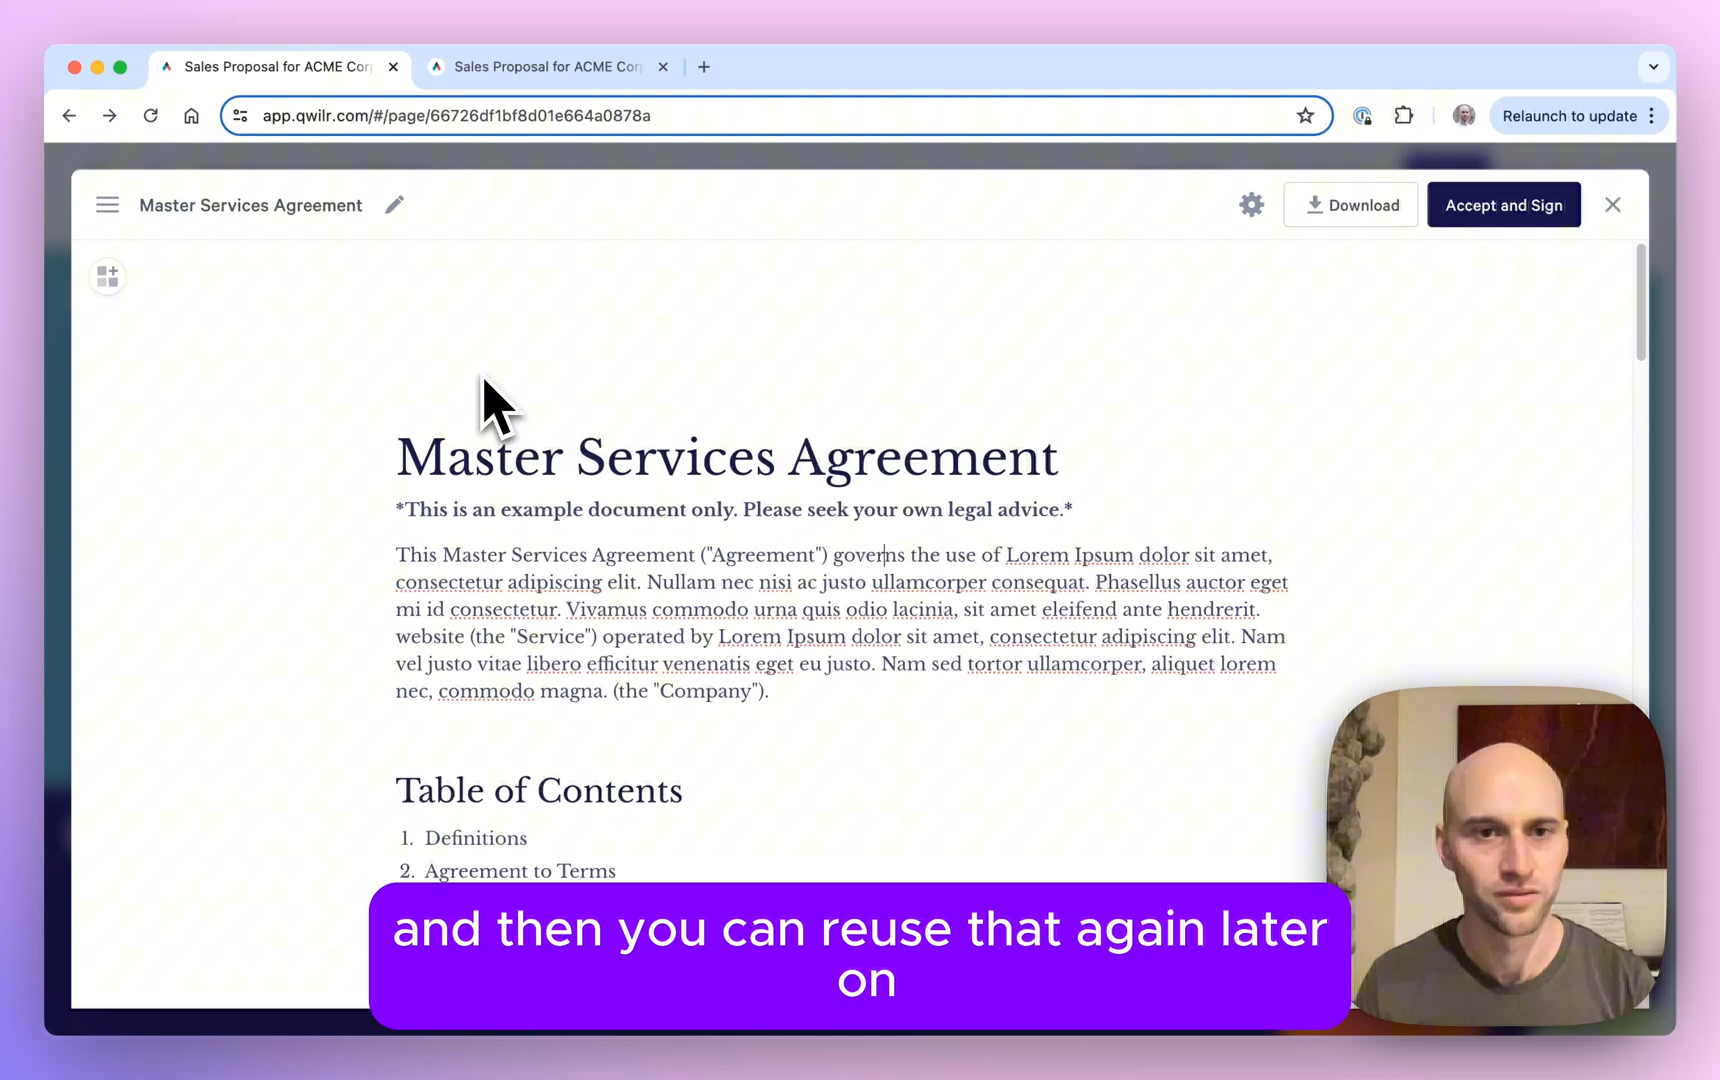 Sales Proposal for ACME Cor
Sales Proposal for ACME Cor
app.qwilr.com/#/page/66726df1bf8d01e664a0878a
Relaunch to update
Master Services Agreement
Download
Accept and Sign
Master Services Agreement
*This is an example document only. Please seek your own legal advice.*
This Master Services Agreement ("Agreement") governs the use of Lorem Ipsum dolor sit amet,
consectetur adipiscing elit. Nullam nec nisi ac justo ullamcorper consequat. Phasellus auctor eget
mi id consectetur. Vivamus commodo urna quis odio lacinia, sit amet eleifend ante hendrerit.
website (the "Service") operated by Lorem Ipsum dolor sit amet, consectetur adipiscing elit. Nam
vel justo vitae libero efficitur venenatis eget eu justo. Nam sed tortor ullamcorper, aliquet lorem
nec, commodo magna. (the "Company").
Table of Contents
1. Definitions
2. Agreement to Terms
and then you can reuse that again later
on